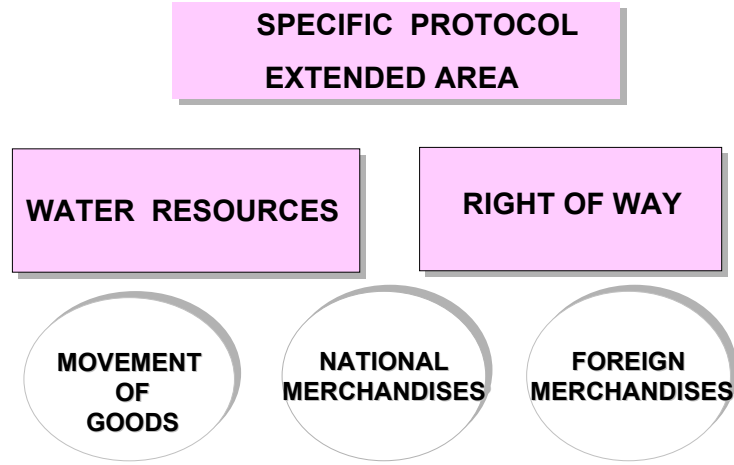 SPECIFIC PROTOCOL
EXTENDED AREA
WATER RESOURCES
RIGHT OF WAY
MOVEMENT
OF
GOODS
NATIONAL
MERCHANDISES
FOREIGN
MERCHANDISES